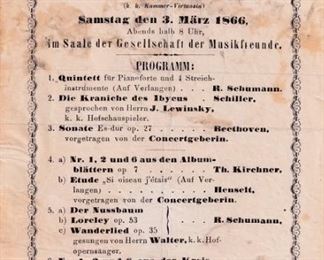 (k. k. Kammer-Virtuosin)
Samstag den 3. März 1866,
Abends halb 8 Uhr,
im Saale der Gesellschaft der Musikfreunde.
PROGRAMM:
1. Quintett für Pianoforte und 4 Streich-
instrumente (Auf Verlangen) . . R. Schumann.
2. Die Kraniche des Ibycus . . Schiller,
gesprochen von Herrn J. Lewinsky,
k. k. Hofschauspieler.
3. Sonate Es-dur op. 27 . . . Beethoven,
vorgetragen von der Concertgeberin.
4. a) Nr. 1, 2 und 6 aus den Album-
blättern op. 7 . . . . Th. Kirchner.
b) Etude „Si oiseau j'étais" (Auf Ver-
langen) . . . . . Henselt,
vorgetragen von der Concertgeberin.
5. a) Der Nussbaum
b) Loreley op. 53 . . R. Schumann,
c) Wanderlied op. 35
gesungen von Herrn Walter, k. k. Hof-
opernsänger.